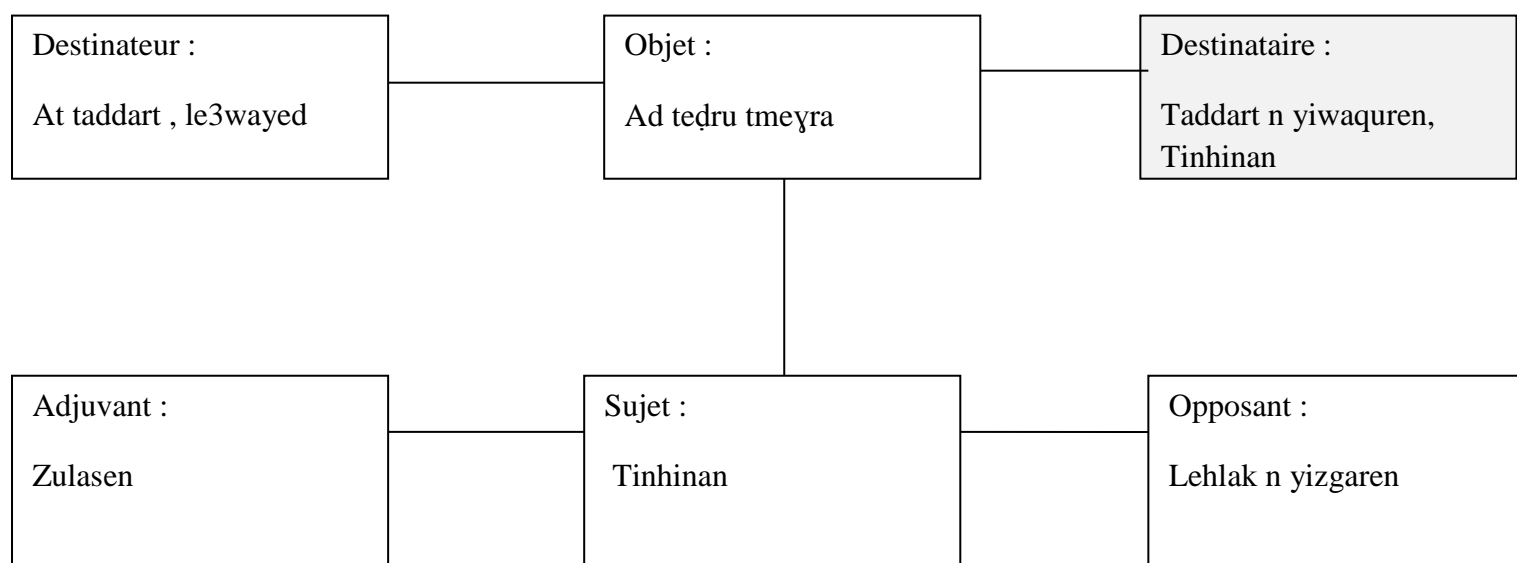 Destinateur :
At taddart , le3wayed
Objet :
Ad teḍru tmeɣra
Destinataire :
Taddart n yiwaquren,
Tinhinan
Adjuvant :
Zulasen
Sujet :
Tinhinan
Opposant :
Lehlak n yizgaren